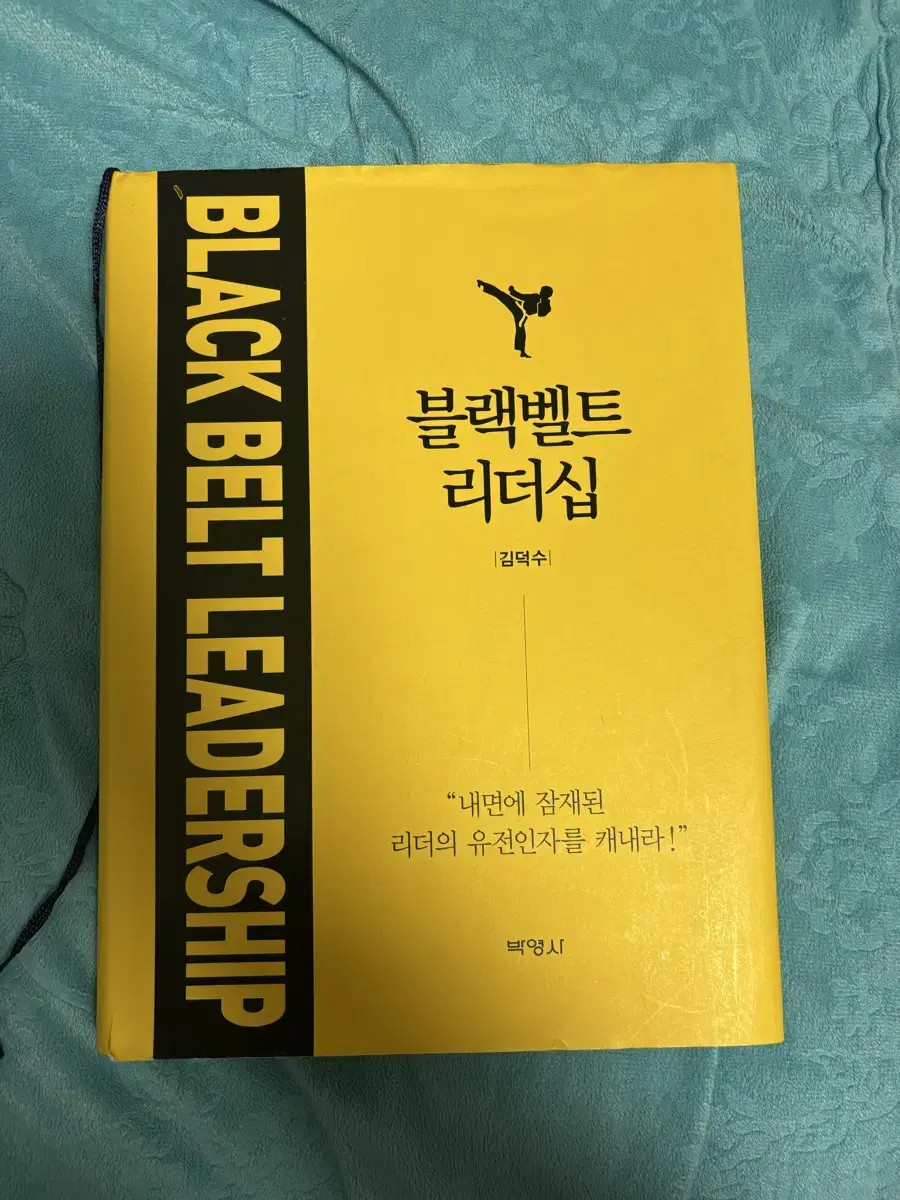 BLACK BELT LEADERSHIP
블랙벨트
리더십
|김덕수|
“내면에 잠재된
리더의 유전인자를 캐내라!”
박영사